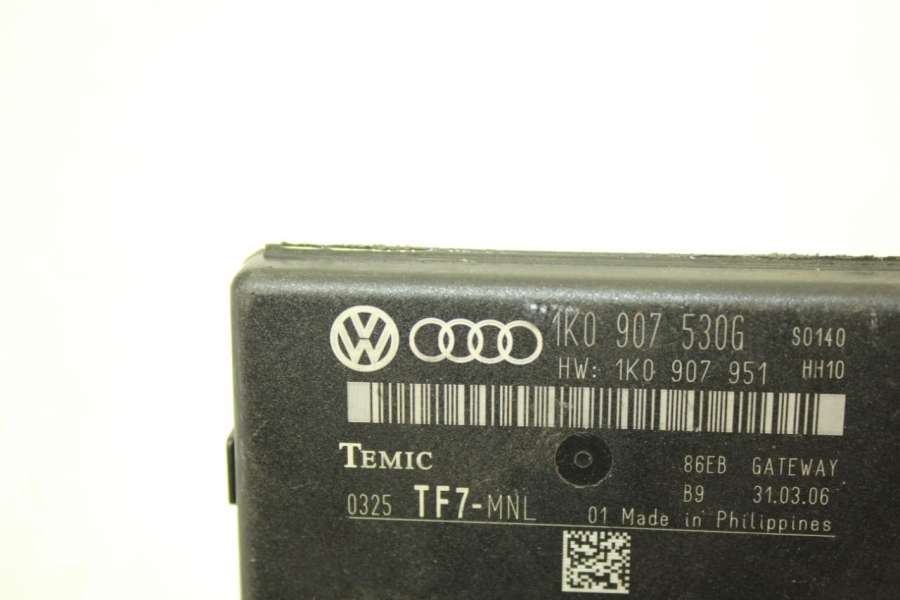 1K0 907 530G S0140
HW: 1K0 907 951 HH10
TEMIC
86EB GATEWAY
B9 31.03.06
0325 TF7-MNL
01 Made in Philippines